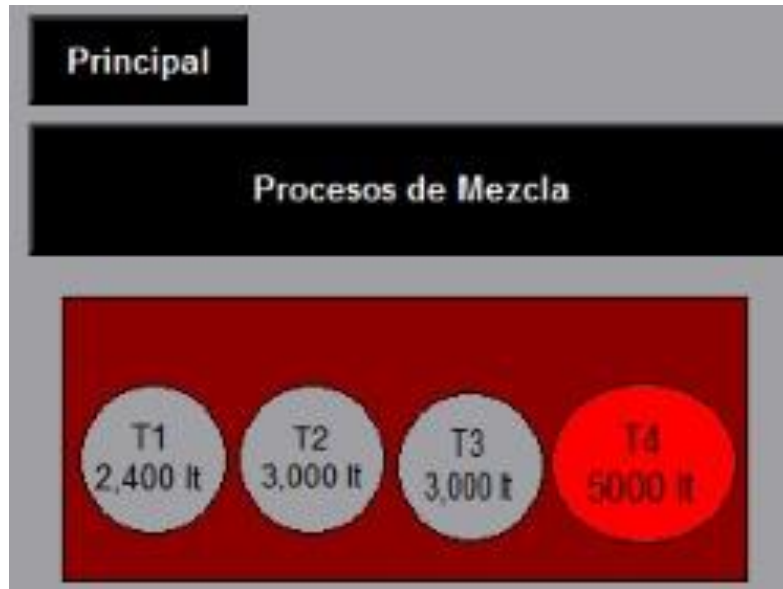 Principal
Procesos de Mezcla
T1
2,400 lt
T2
3,000 lt
T3
3,000 lt
T4
5000 lt